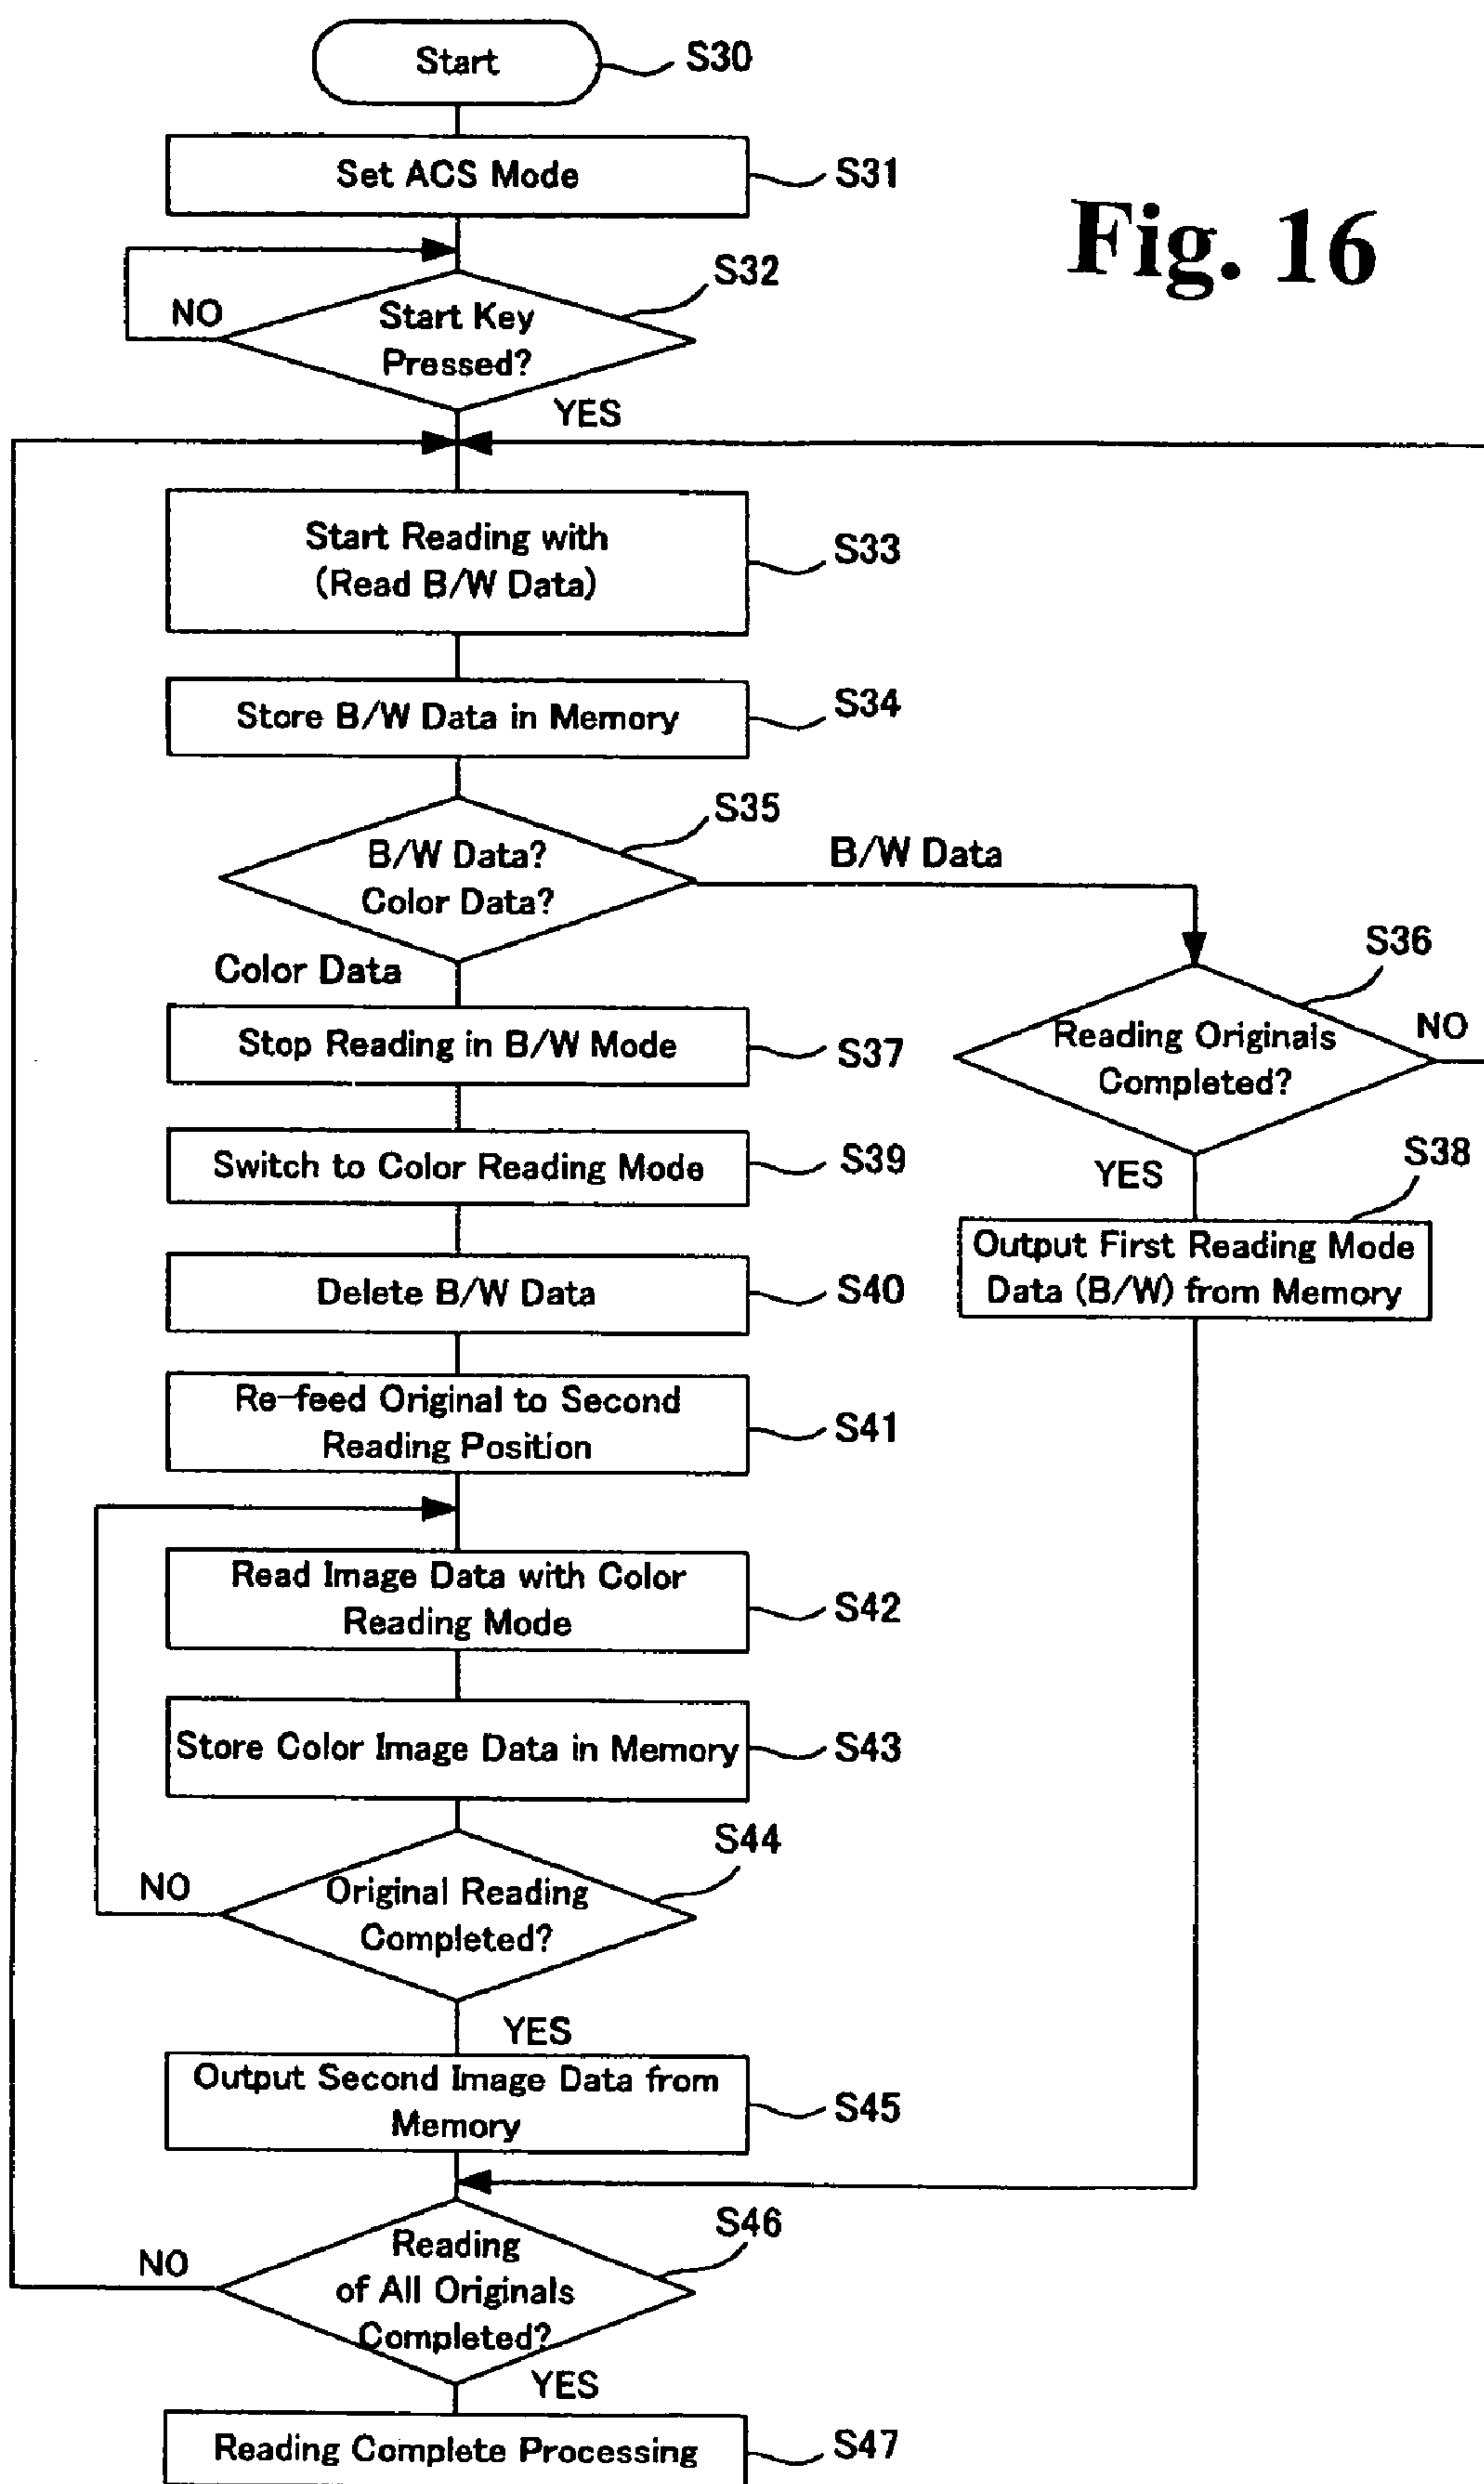 Start
S30
Set ACS Mode
S31
Fig. 16
S32
NO
Start Key
Pressed?
YES
Start Reading with
(Read B/W Data)
S33
Store B/W Data in Memory
S34
S35
B/W Data?
Color Data?
B/W Data
Color Data
S36
Reading Originals
Completed?
NO
Stop Reading in B/W Mode
S37
YES
S38
Switch to Color Reading Mode
S39
Output First Reading Mode
Data (B/W) from Memory
Delete B/W Data
S40
Re-feed Original to Second
Reading Position
S41
Read Image Data with Color
Reading Mode
S42
Store Color Image Data in Memory
S43
S44
NO
Original Reading
Completed?
YES
Output Second Image Data from
Memory
S45
S46
NO
Reading
of All Originals
Completed?
YES
Reading Complete Processing
S47